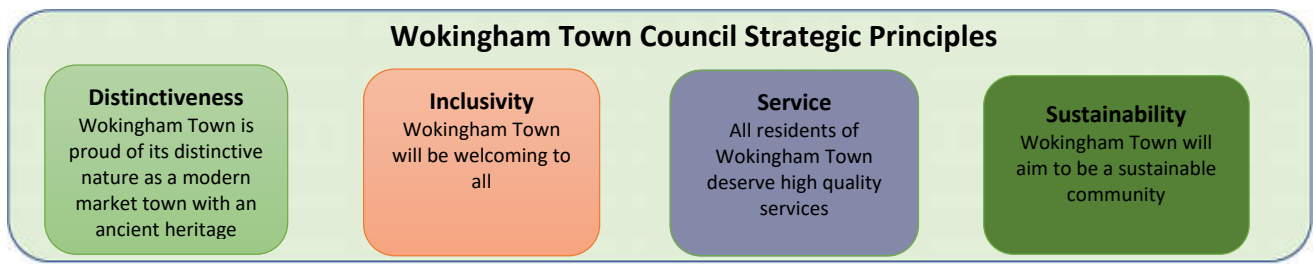 Wokingham Town Council Strategic Principles
Distinctiveness
Wokingham Town is
proud of its distinctive
nature as a modern
market town with an
ancient heritage
Inclusivity
Wokingham Town
will be welcoming to
all
Service
All residents of
Wokingham Town
deserve high quality
services
Sustainability
Wokingham Town will
aim to be a sustainable
community